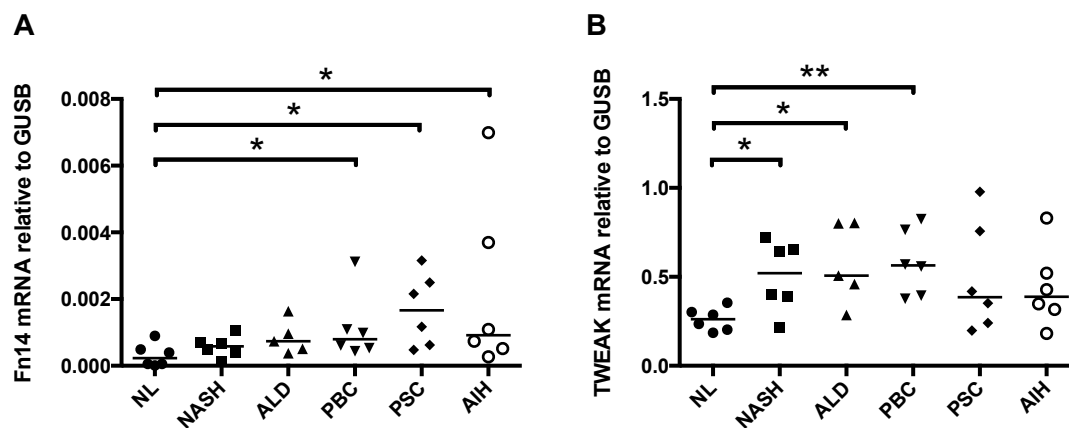 A
Fn14 mRNA relative to GUSB
0.008
0.006
0.004
0.002
0.000
*
*
*
NL
NASH
ALD
PBC
PSC
AIH
B
TWEAK mRNA relative to GUSB
1.5
1.0
0.5
0.0
**
*
*
NL
NASH
ALD
PBC
PSC
AIH